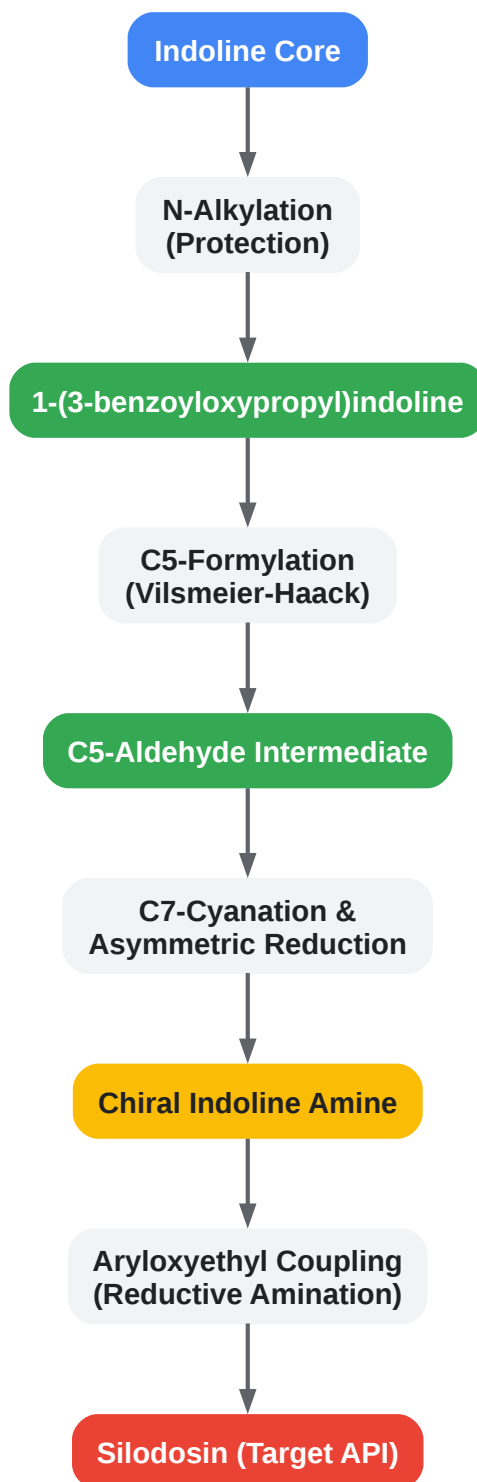 Indoline Core
N-Alkylation
(Protection)
1-(3-benzoyloxypropyl)indoline
C5-Formylation
(Vilsmeier-Haack)
C5-Aldehyde Intermediate
C7-Cyanation &
Asymmetric Reduction
Chiral Indoline Amine
Aryloxyethyl Coupling
(Reductive Amination)
Silodosin (Target API)